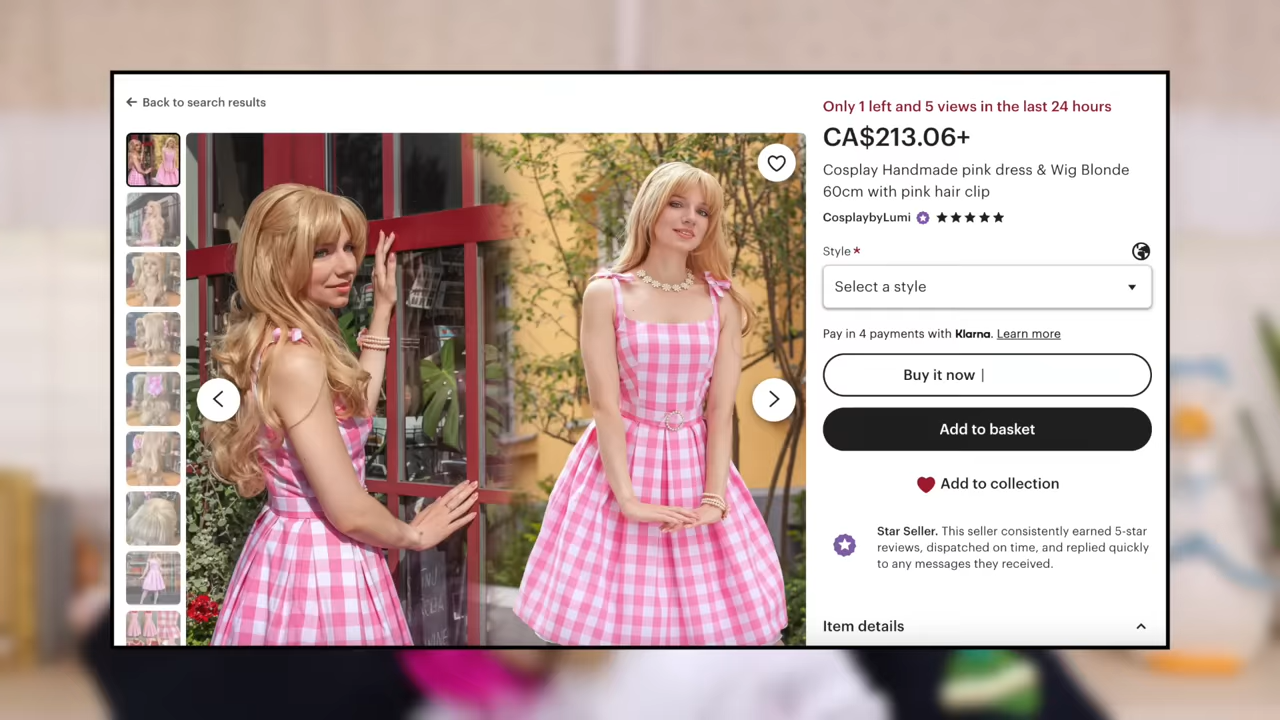 Back to search results
Only 1 left and 5 views in the last 24 hours
CA$213.06+
Cosplay Handmade pink dress & Wig Blonde
60cm with pink hair clip
CosplaybyLumi
Style*
Select a style
Pay in 4 payments with Klarna. Learn more
Buy it now |
Add to basket
Add to collection
Star Seller. This seller consistently earned 5-star
reviews, dispatched on time, and replied quickly
to any messages they received.
Item details